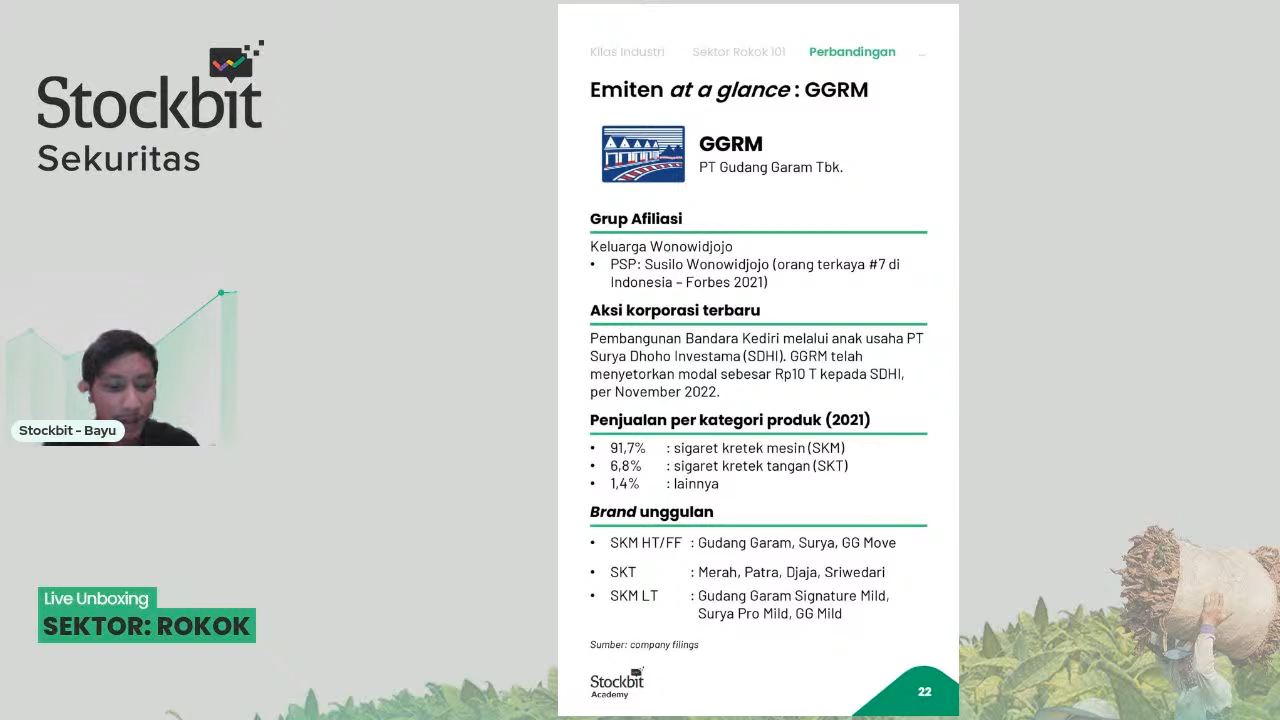 Stockbit
Sekuritas
Stockbit - Bayu
Live Unboxing
SEKTOR: ROKOK
Kilas Industri Sektor Rokok 101 Perbandingan ...
Emiten at a glance : GGRM
GGRM
PT Gudang Garam Tbk.
Grup Afiliasi
Keluarga Wonowidjojo
• PSP: Susilo Wonowidjojo (orang terkaya #7 di
Indonesia – Forbes 2021)
Aksi korporasi terbaru
Pembangunan Bandara Kediri melalui anak usaha PT
Surya Dhoho Investama (SDHI). GGRM telah
menyetorkan modal sebesar Rp10 T kepada SDHI,
per November 2022.
Penjualan per kategori produk (2021)
• 91,7% : sigaret kretek mesin (SKM)
• 6,8% : sigaret kretek tangan (SKT)
• 1,4% : lainnya
Brand unggulan
• SKM HT/FF : Gudang Garam, Surya, GG Move
• SKT : Merah, Patra, Djaja, Sriwedari
• SKM LT : Gudang Garam Signature Mild,
Surya Pro Mild, GG Mild
Sumber: company filings
Stockbit
Academy
22